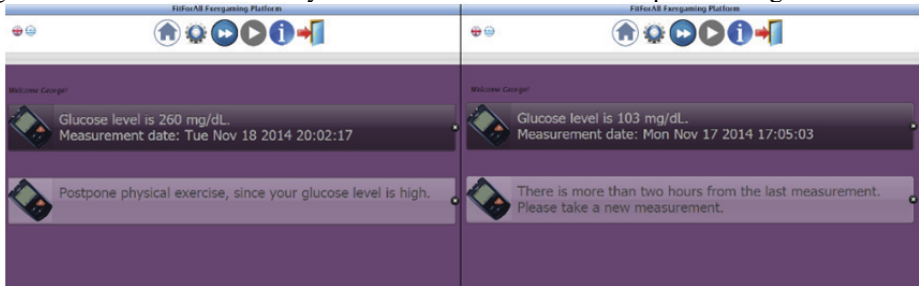 FitForAll Exergaming Platform
Welcome George!
Glucose level is 260 mg/dL.
Measurement date: Tue Nov 18 2014 20:02:17
Postpone physical exercise, since your glucose level is high.
FitForAll Exergaming Platform
Welcome George!
Glucose level is 103 mg/dL.
Measurement date: Mon Nov 17 2014 17:05:03
There is more than two hours from the last measurement.
Please take a new measurement.